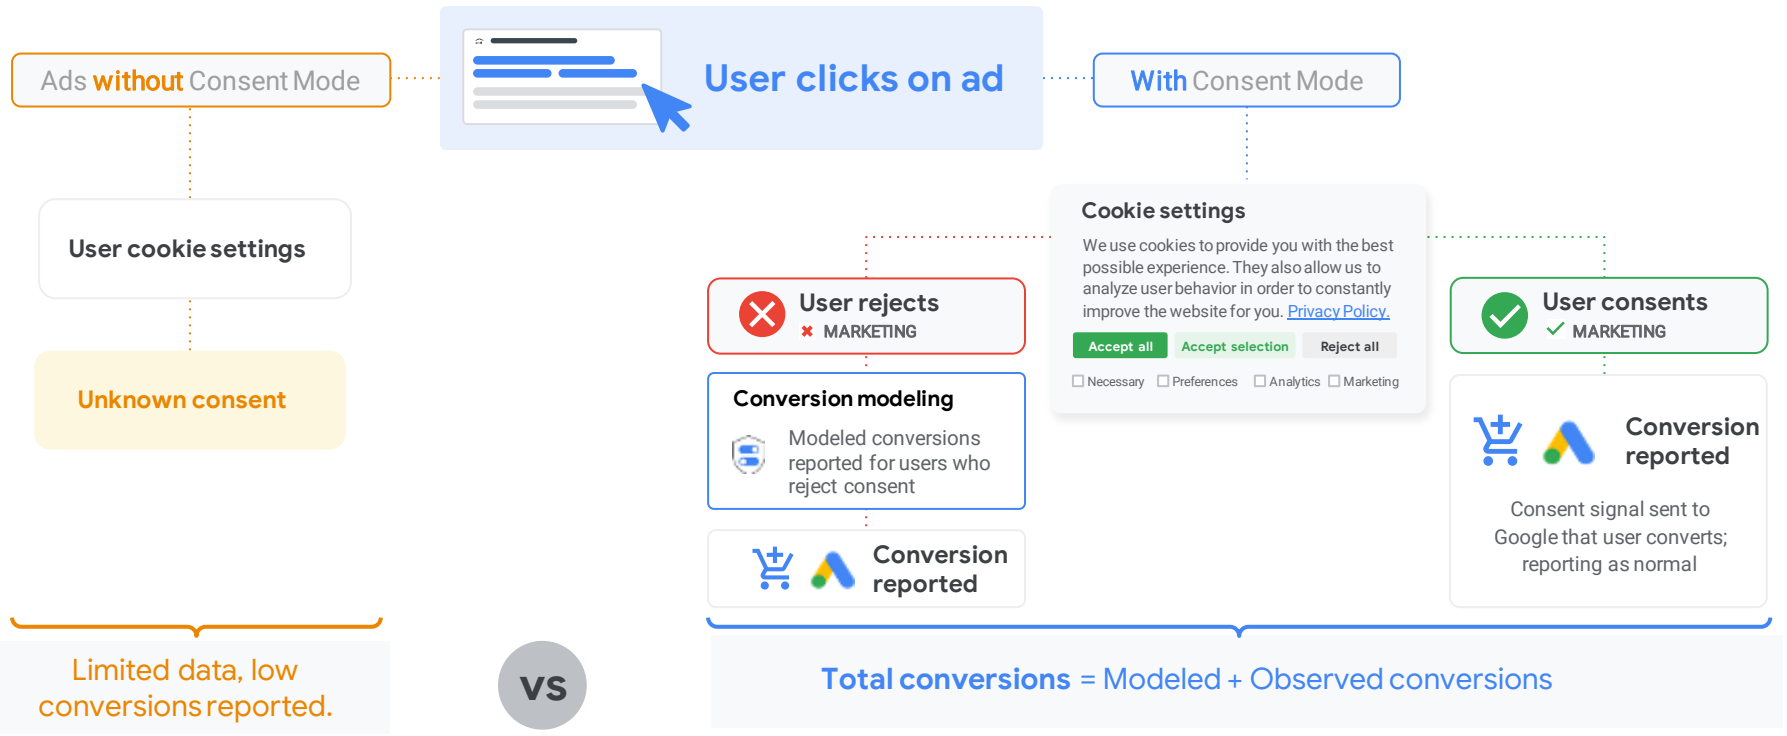 Ads without Consent Mode
User clicks on ad
With Consent Mode
User cookie settings
Unknown consent
Limited data, low
conversions reported.
vs
Cookie settings
We use cookies to provide you with the best
possible experience. They also allow us to
analyze user behavior in order to constantly
improve the website for you. Privacy Policy.
Accept all
Accept selection
Reject all
Necessary
Preferences
Analytics
Marketing
User rejects
MARKETING
Conversion modeling
Modeled conversions
reported for users who
reject consent
Conversion
reported
User consents
MARKETING
Conversion
reported
Consent signal sent to
Google that user converts;
reporting as normal
Total conversions = Modeled + Observed conversions